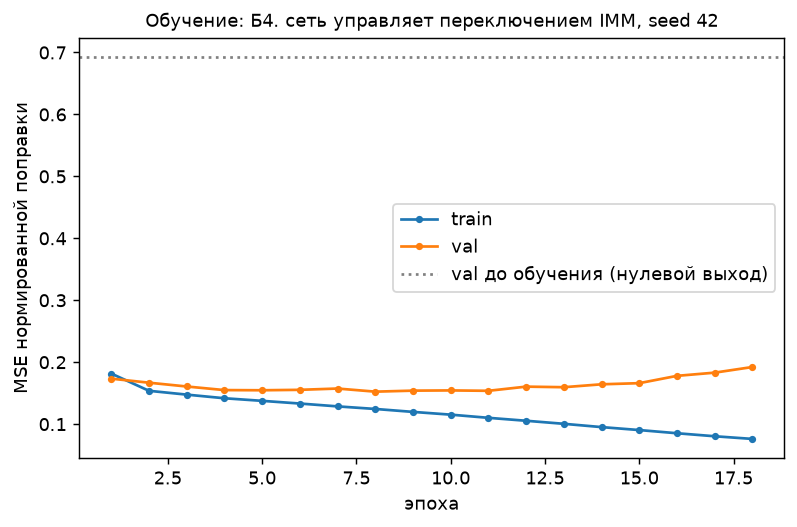 Обучение: Б4. сеть управляет переключением IMM, seed 42
MSE нормированной поправки
0.7
0.6
0.5
0.4
0.3
0.2
0.1
train
val
val до обучения (нулевой выход)
2.5 5.0 7.5 10.0 12.5 15.0 17.5
эпоха